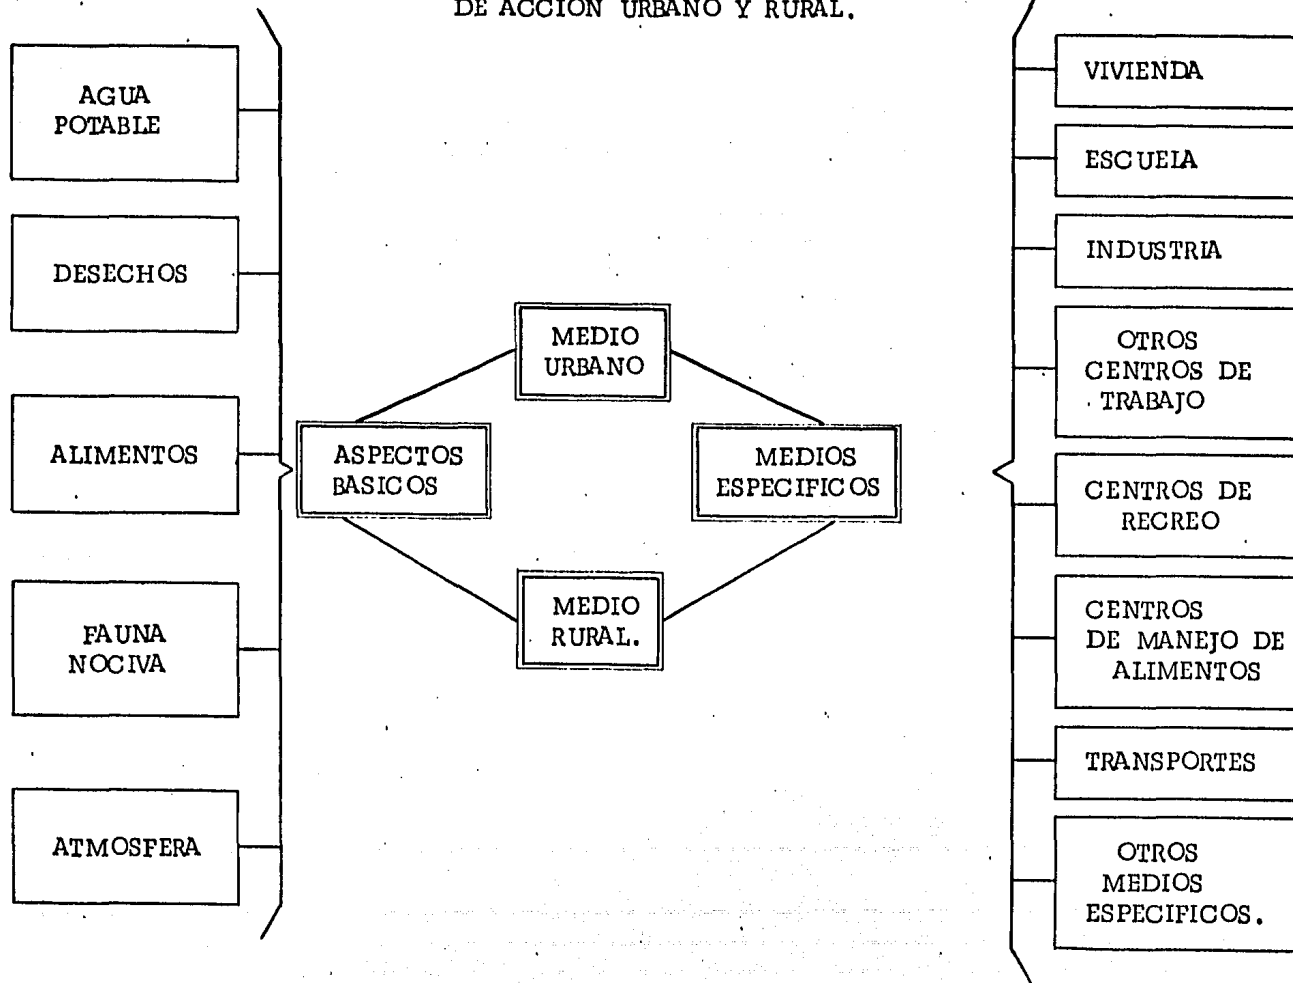 DE ACCION URBANO Y RURAL.
AGUA
POTABLE
DESECHOS
ALIMENTOS
FAUNA
NOCIVA
ATMOSFERA
MEDIO
URBANO
ASPECTOS
BASICOS
MEDIOS
ESPECIFICOS
MEDIO
RURAL.
VIVIENDA
ESCUELA
INDUSTRIA
OTROS
CENTROS DE
TRABAJO
CENTROS DE
RECREO
CENTROS
DE MANEJO DE
ALIMENTOS
TRANSPORTES
OTROS
MEDIOS
ESPECIFICOS.